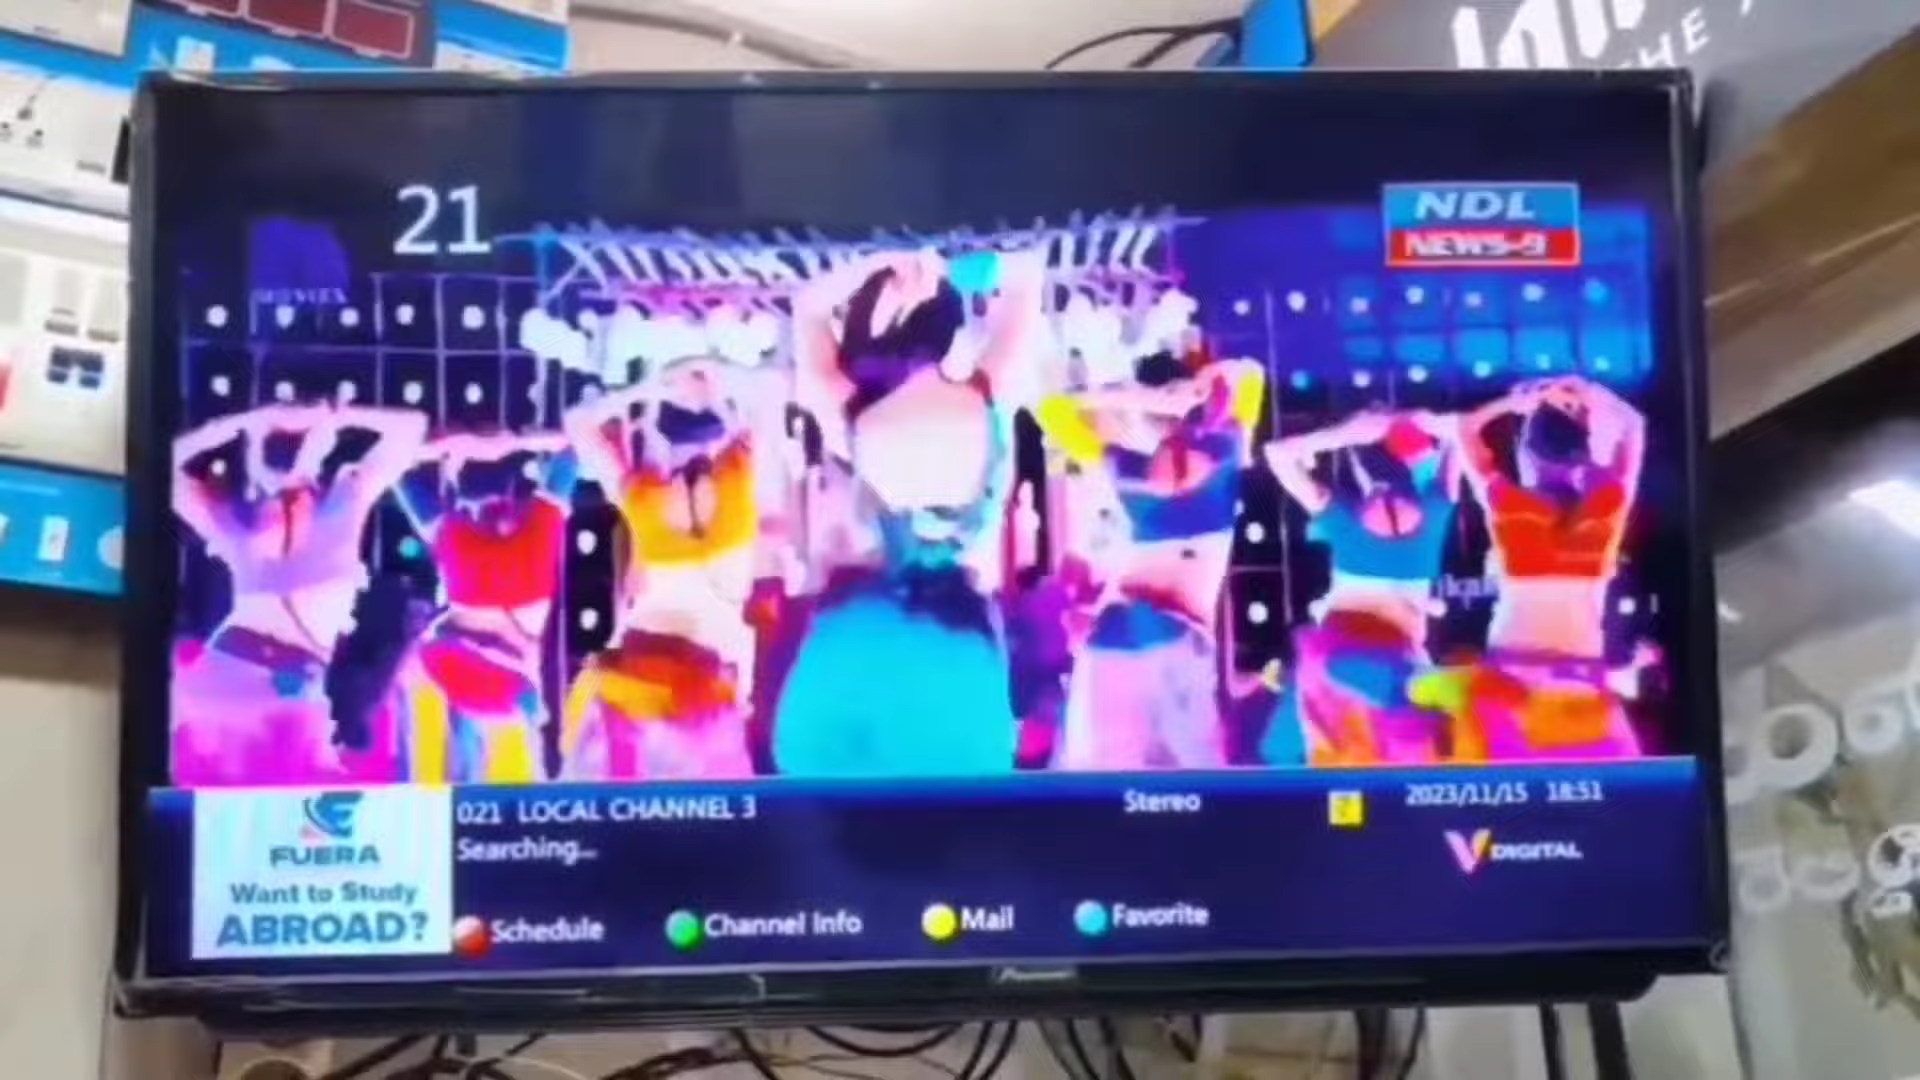 THE
21
NDL
NEWS-9
021 LOCAL CHANNEL 3
Stereo
2023/11/15 18:51
Searching...
V DIGITAL
FUERA
Want to Study
ABROAD?
Schedule
Channel Info
Mail
Favorite